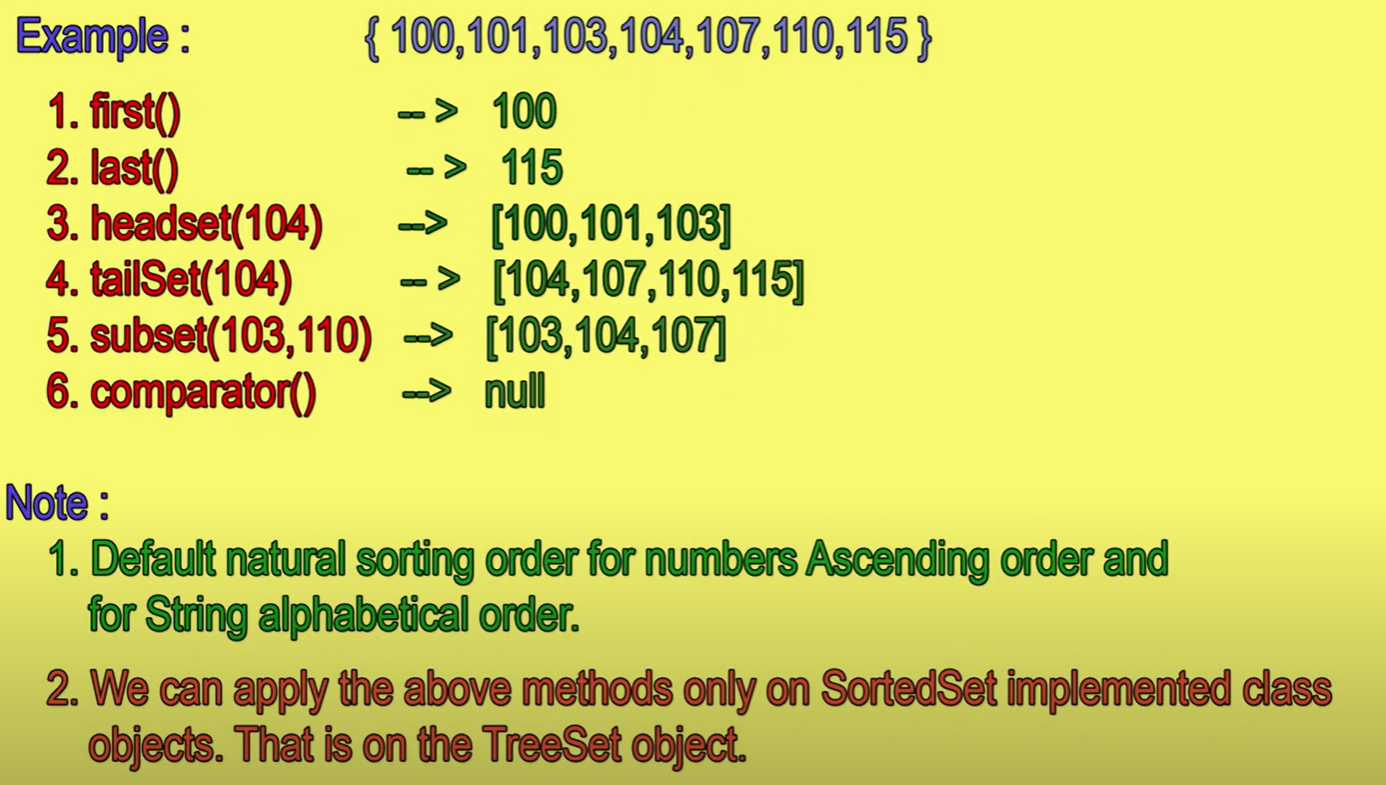 Example : { 100,101,103,104,107,110,115 }
1. first() -- > 100
2. last() -- > 115
3. headset(104) --> [100,101,103]
4. tailSet(104) -- > [104,107,110,115]
5. subset(103,110) --> [103,104,107]
6. comparator() --> null
Note :
1. Default natural sorting order for numbers Ascending order and
for String alphabetical order.
2. We can apply the above methods only on SortedSet implemented class
objects. That is on the TreeSet object.